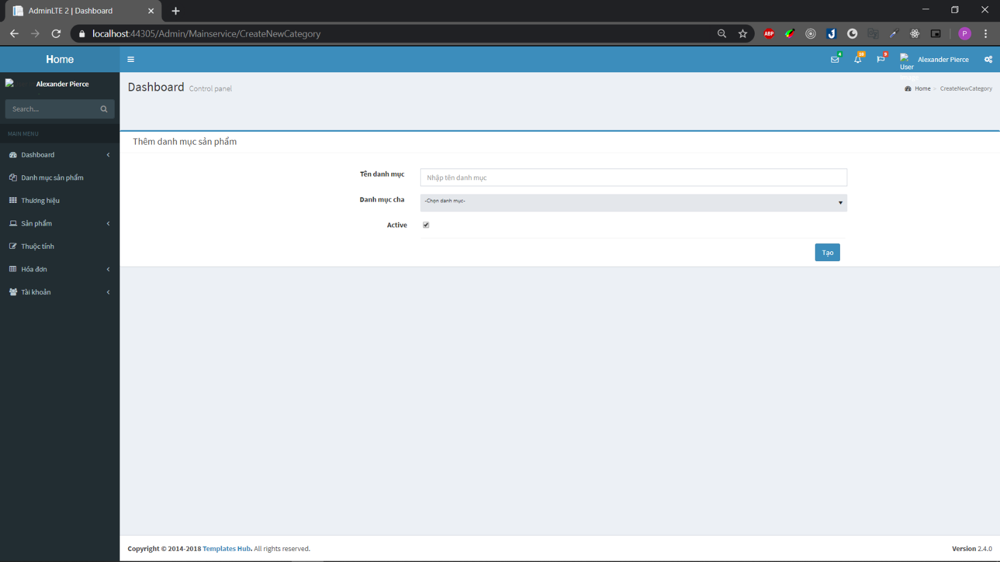 AdminLTE 2 | Dashboard
localhost:44305/Admin/Mainservice/CreateNewCategory
ABP
P
Home
4
10
9
User Image
Alexander Pierce
Alexander Pierce
Search...
MAIN MENU
Dashboard
Danh mục sản phẩm
Thương hiệu
Sản phẩm
Thuộc tính
Hóa đơn
Tài khoản
Dashboard Control panel
Home > CreateNewCategory
Thêm danh mục sản phẩm
Tên danh mục
Nhập tên danh mục
Danh mục cha
-Chọn danh mục-
Active
Tạo
Copyright © 2014-2018 Templates Hub. All rights reserved.
Version 2.4.0